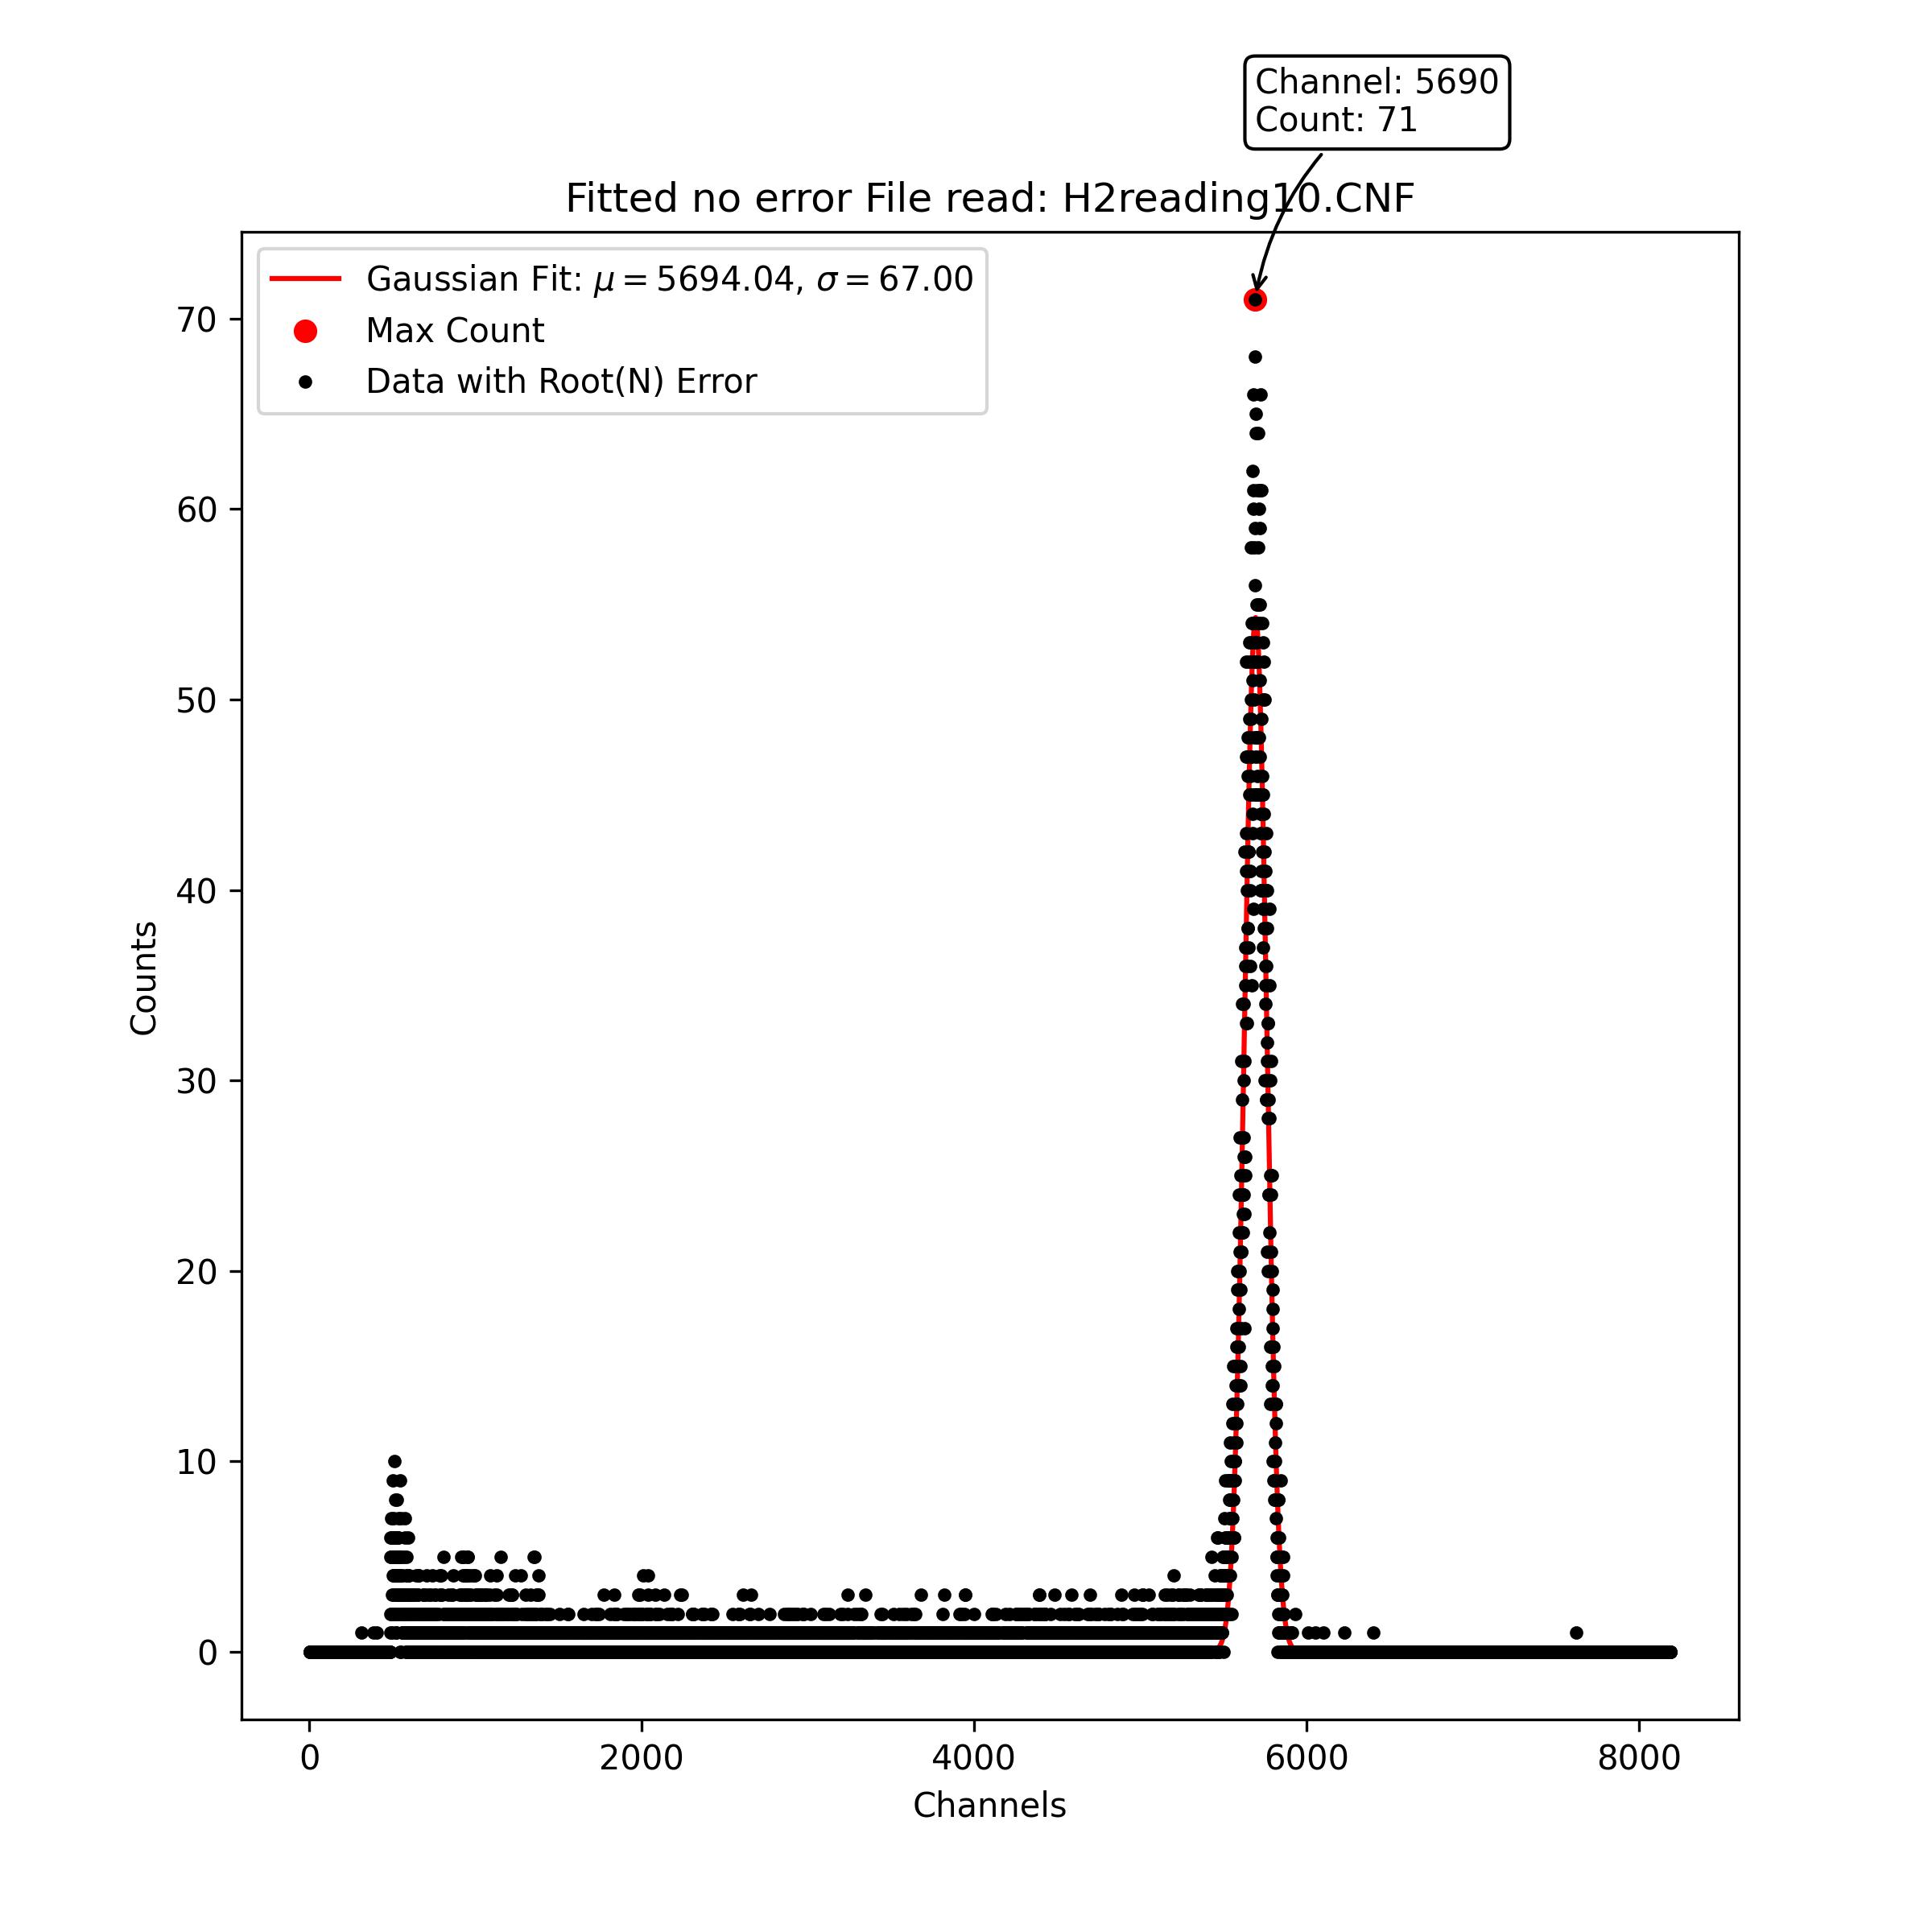 Channel: 5690
Count: 71
Fitted no error File read: H2reading10.CNF
Gaussian Fit: μ = 5694.04, σ = 67.00
Max Count
Data with Root(N) Error
70
60
50
40
30
20
10
0
Counts
0 2000 4000 6000 8000
Channels